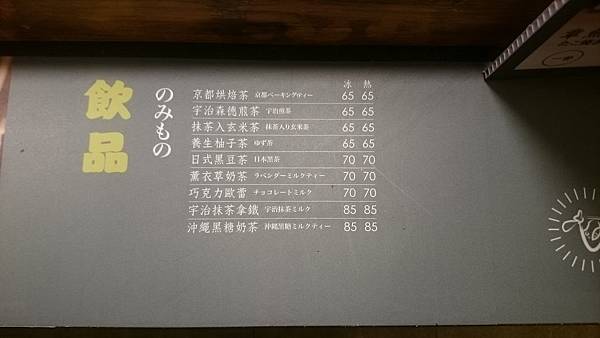 飲品
のみもの
冰 熱
京都烘焙茶 京都ベーキングティー 65 65
宇治森德煎茶 宇治煎茶 65 65
抹茶入玄米茶 抹茶入り玄米茶 65 65
養生柚子茶 ゆず茶 65 65
日式黑豆茶 日本黒茶 70 70
薰衣草奶茶 ラベンダーミルクティー 70 70
巧克力歐蕾 チョコレートミルク 70 70
宇治抹茶拿鐵 宇治抹茶ミルク 85 85
沖繩黑糖奶茶 沖縄黒糖ミルクティー 85 85